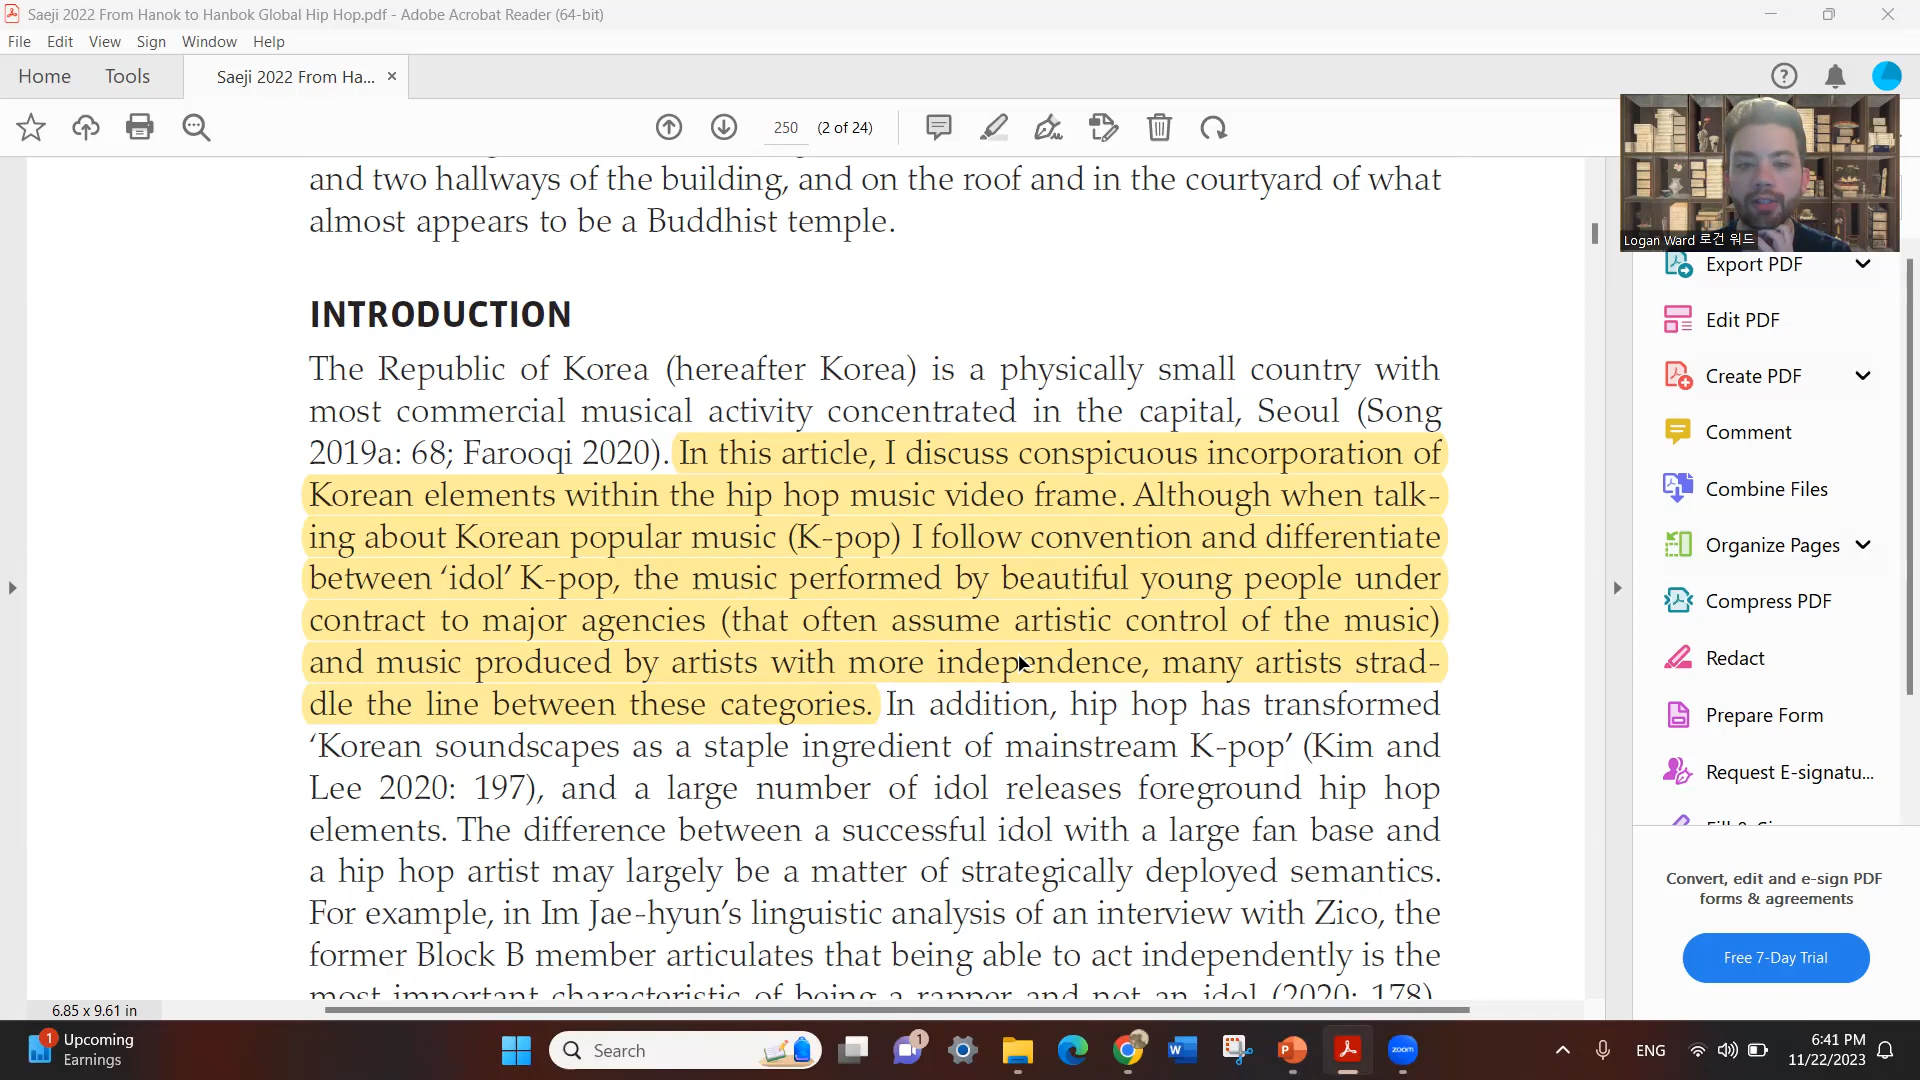 Saeji 2022 From Hanok to Hanbok Global Hip Hop.pdf - Adobe Acrobat Reader (64-bit)
File Edit View Sign Window Help
Home Tools Saeji 2022 From Ha...
250 (2 of 24)
and two hallways of the building, and on the roof and in the courtyard of what
almost appears to be a Buddhist temple.
INTRODUCTION
The Republic of Korea (hereafter Korea) is a physically small country with
most commercial musical activity concentrated in the capital, Seoul (Song
2019a: 68; Farooqi 2020). In this article, I discuss conspicuous incorporation of
Korean elements within the hip hop music video frame. Although when talk-
ing about Korean popular music (K-pop) I follow convention and differentiate
between ‘idol’ K-pop, the music performed by beautiful young people under
contract to major agencies (that often assume artistic control of the music)
and music produced by artists with more independence, many artists strad-
dle the line between these categories. In addition, hip hop has transformed
‘Korean soundscapes as a staple ingredient of mainstream K-pop’ (Kim and
Lee 2020: 197), and a large number of idol releases foreground hip hop
elements. The difference between a successful idol with a large fan base and
a hip hop artist may largely be a matter of strategically deployed semantics.
For example, in Im Jae-hyun’s linguistic analysis of an interview with Zico, the
former Block B member articulates that being able to act independently is the
most important characteristic of being a rapper and not an idol (2020: 178).
Logan Ward 로건 워드
Export PDF
Edit PDF
Create PDF
Comment
Combine Files
Organize Pages
Compress PDF
Redact
Prepare Form
Request E-signatu...
Convert, edit and e-sign PDF
forms & agreements
Free 7-Day Trial
6.85 x 9.61 in
1
Upcoming
Earnings
Search
1
zoom
ENG
6:41 PM
11/22/2023